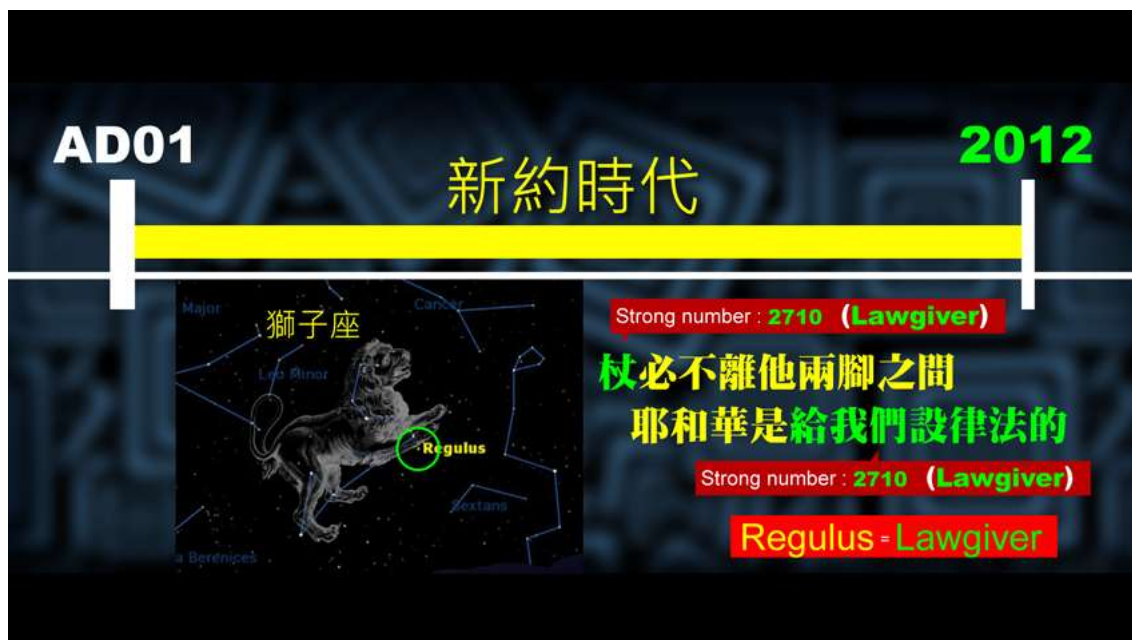 AD01
2012
新約時代
Major
Cancer
獅子座
Leo Minor
Regulus
Sextans
a Berenices
Strong number : 2710 (Lawgiver)
杖必不離他兩腳之間
耶和華是給我們設律法的
Strong number : 2710 (Lawgiver)
Regulus = Lawgiver